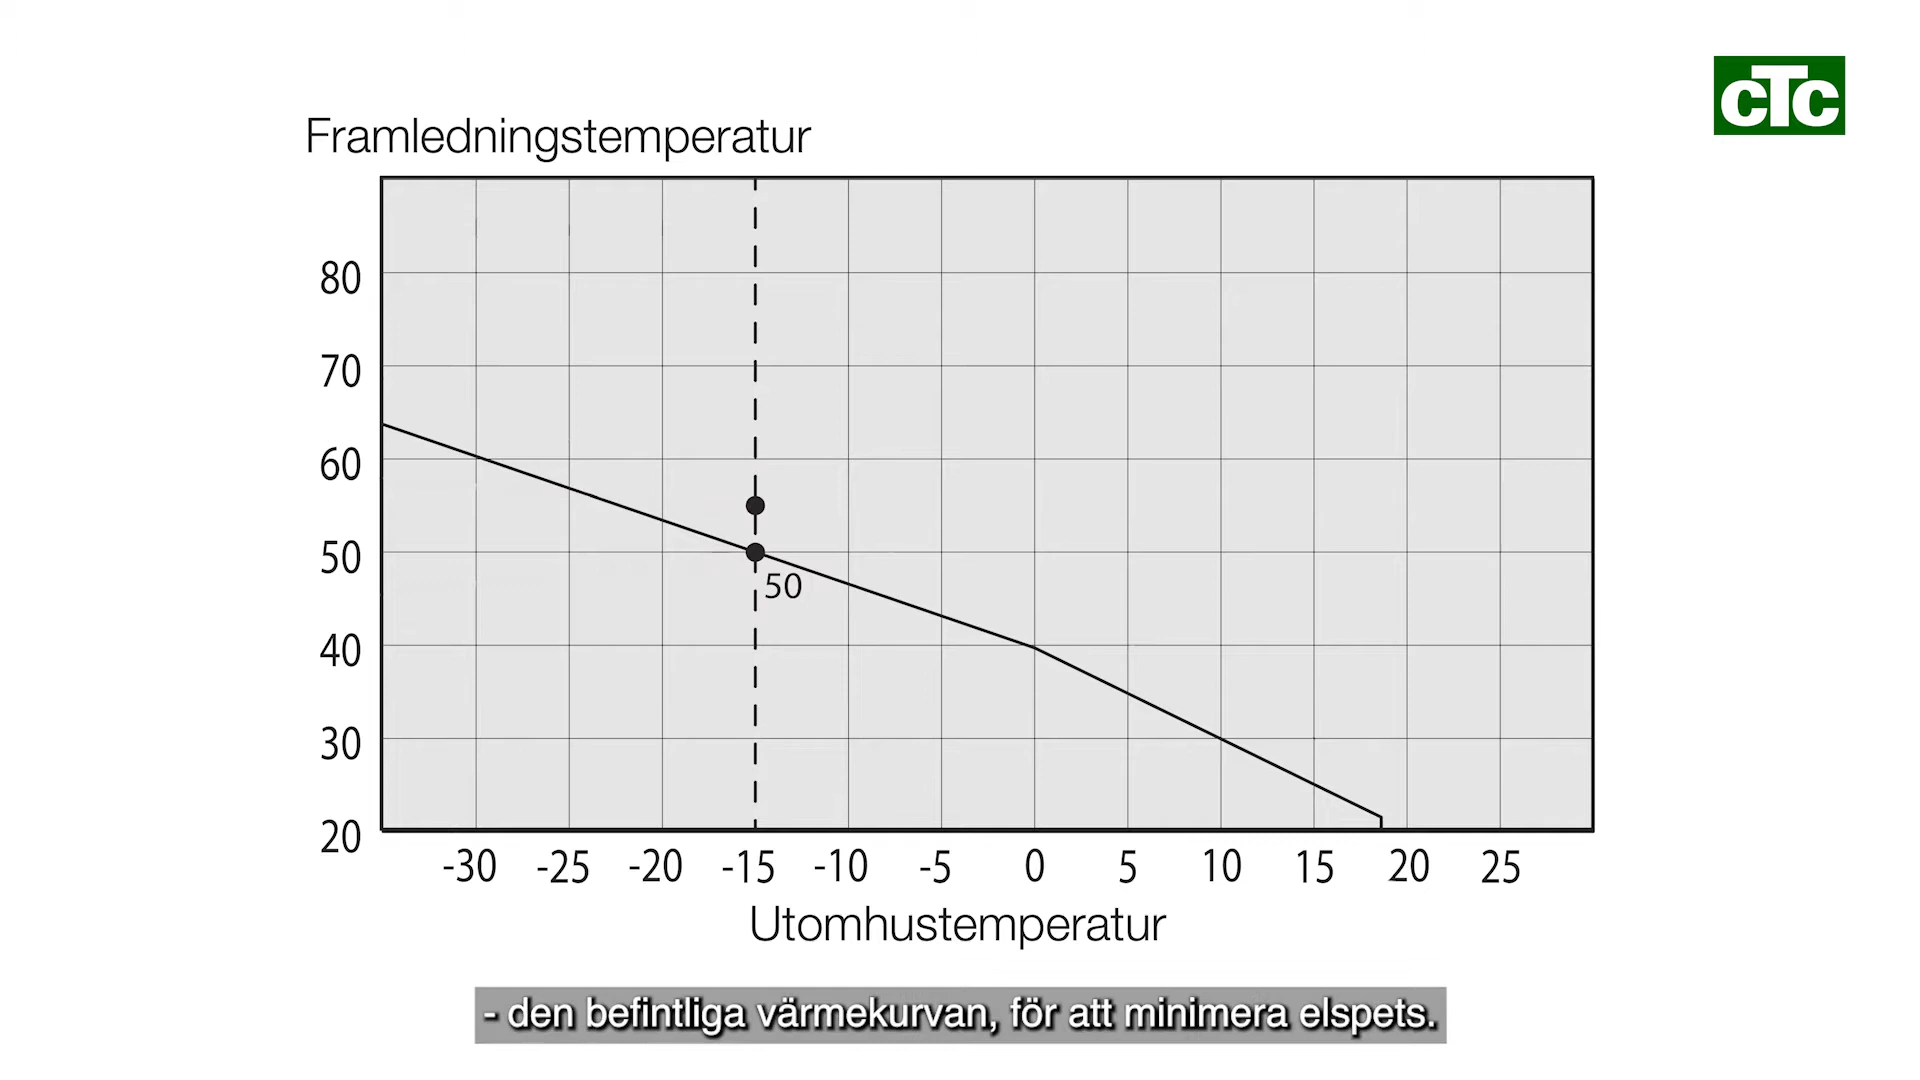 cTc
Framledningstemperatur
80
70
60
50
50
40
30
20
-30 -25 -20 -15 -10 -5 0 5 10 15 20 25
Utomhustemperatur
- den befintliga värmekurvan, för att minimera elspets.